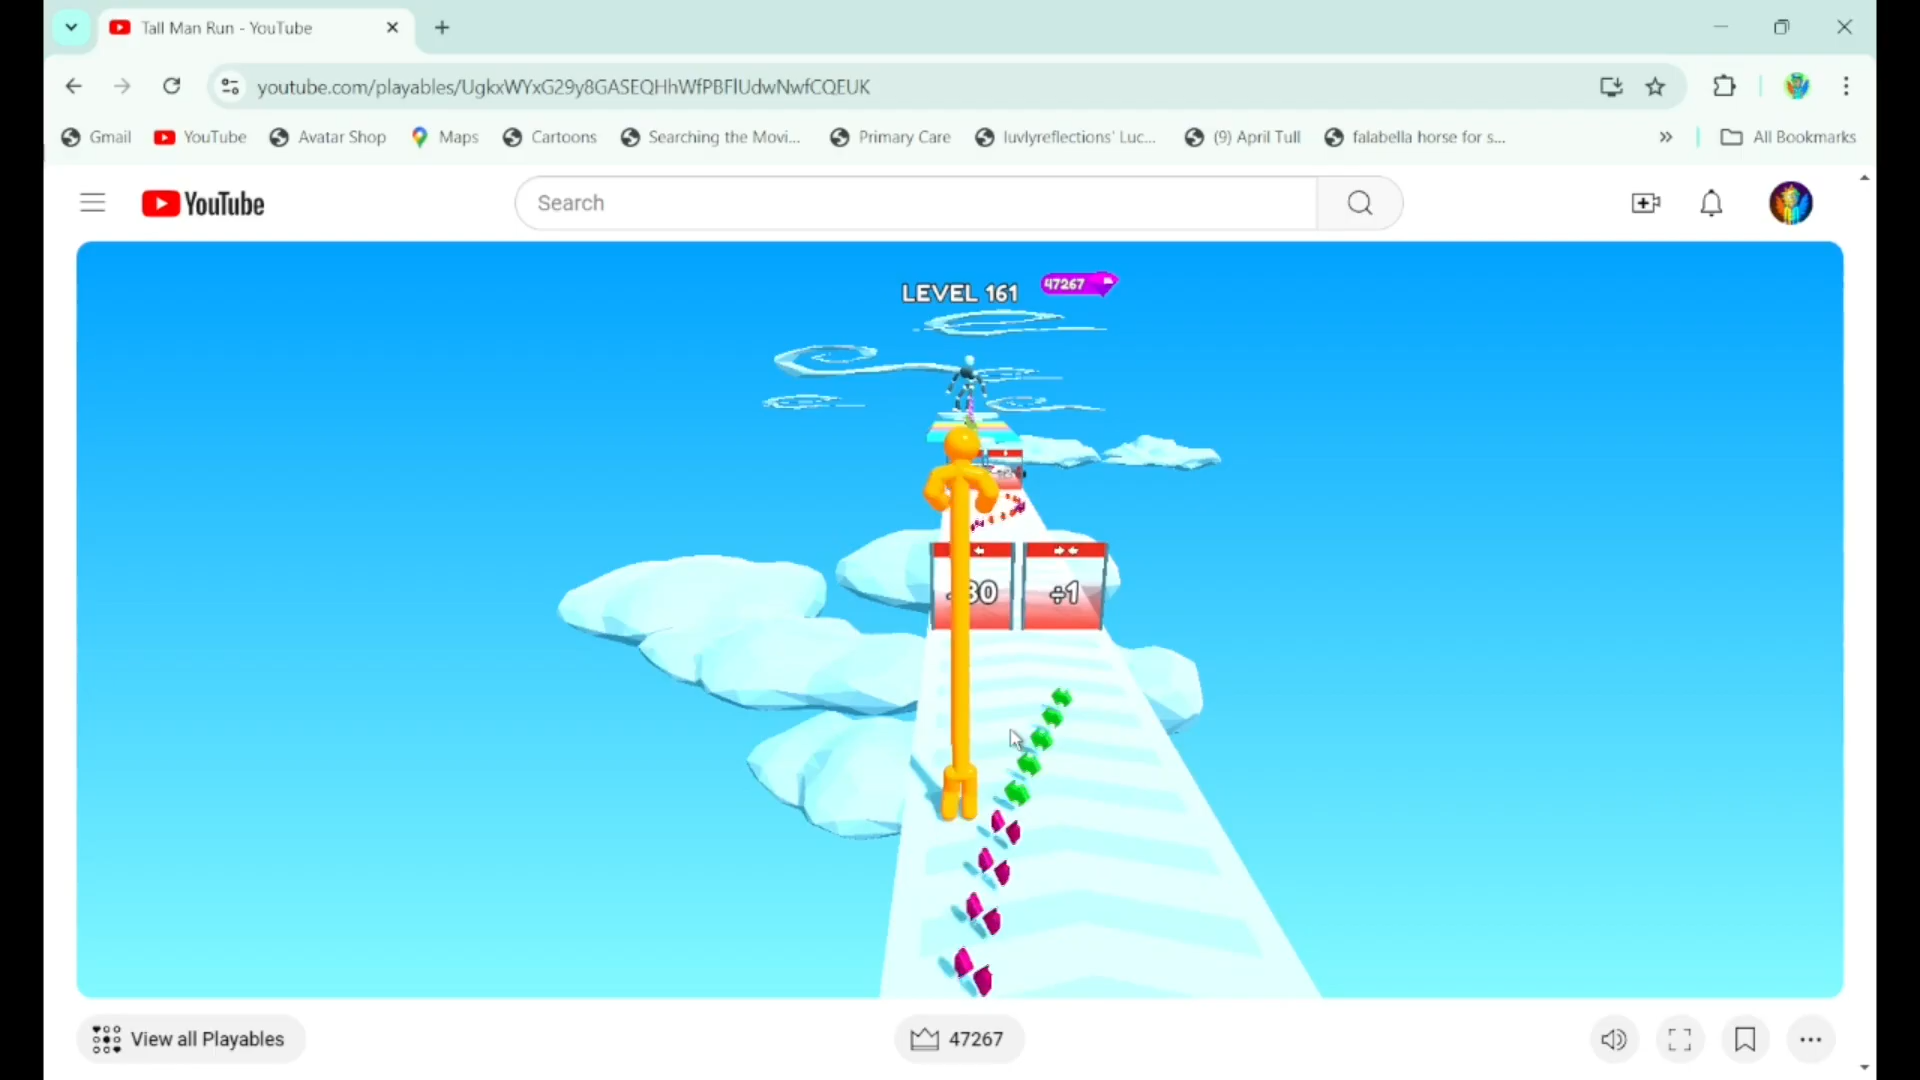 Tall Man Run - YouTube
youtube.com/playables/UgkxWYxG29y8GASEQHhWfPBFlUdwNwfCQEUK
Gmail YouTube Avatar Shop Maps Cartoons Searching the Movi... Primary Care luvlyreflections' Luc... (9) April Tull falabella horse for s... » All Bookmarks
YouTube Search
LEVEL 161 47267
-30 ÷1
View all Playables 47267